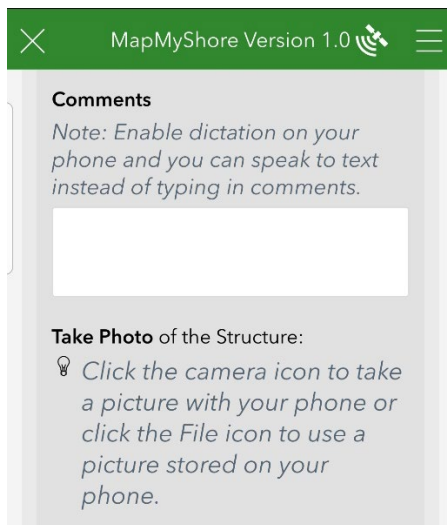 MapMyShore Version 1.0
Comments
Note: Enable dictation on your
phone and you can speak to text
instead of typing in comments.
Take Photo of the Structure:
Click the camera icon to take
a picture with your phone or
click the File icon to use a
picture stored on your
phone.